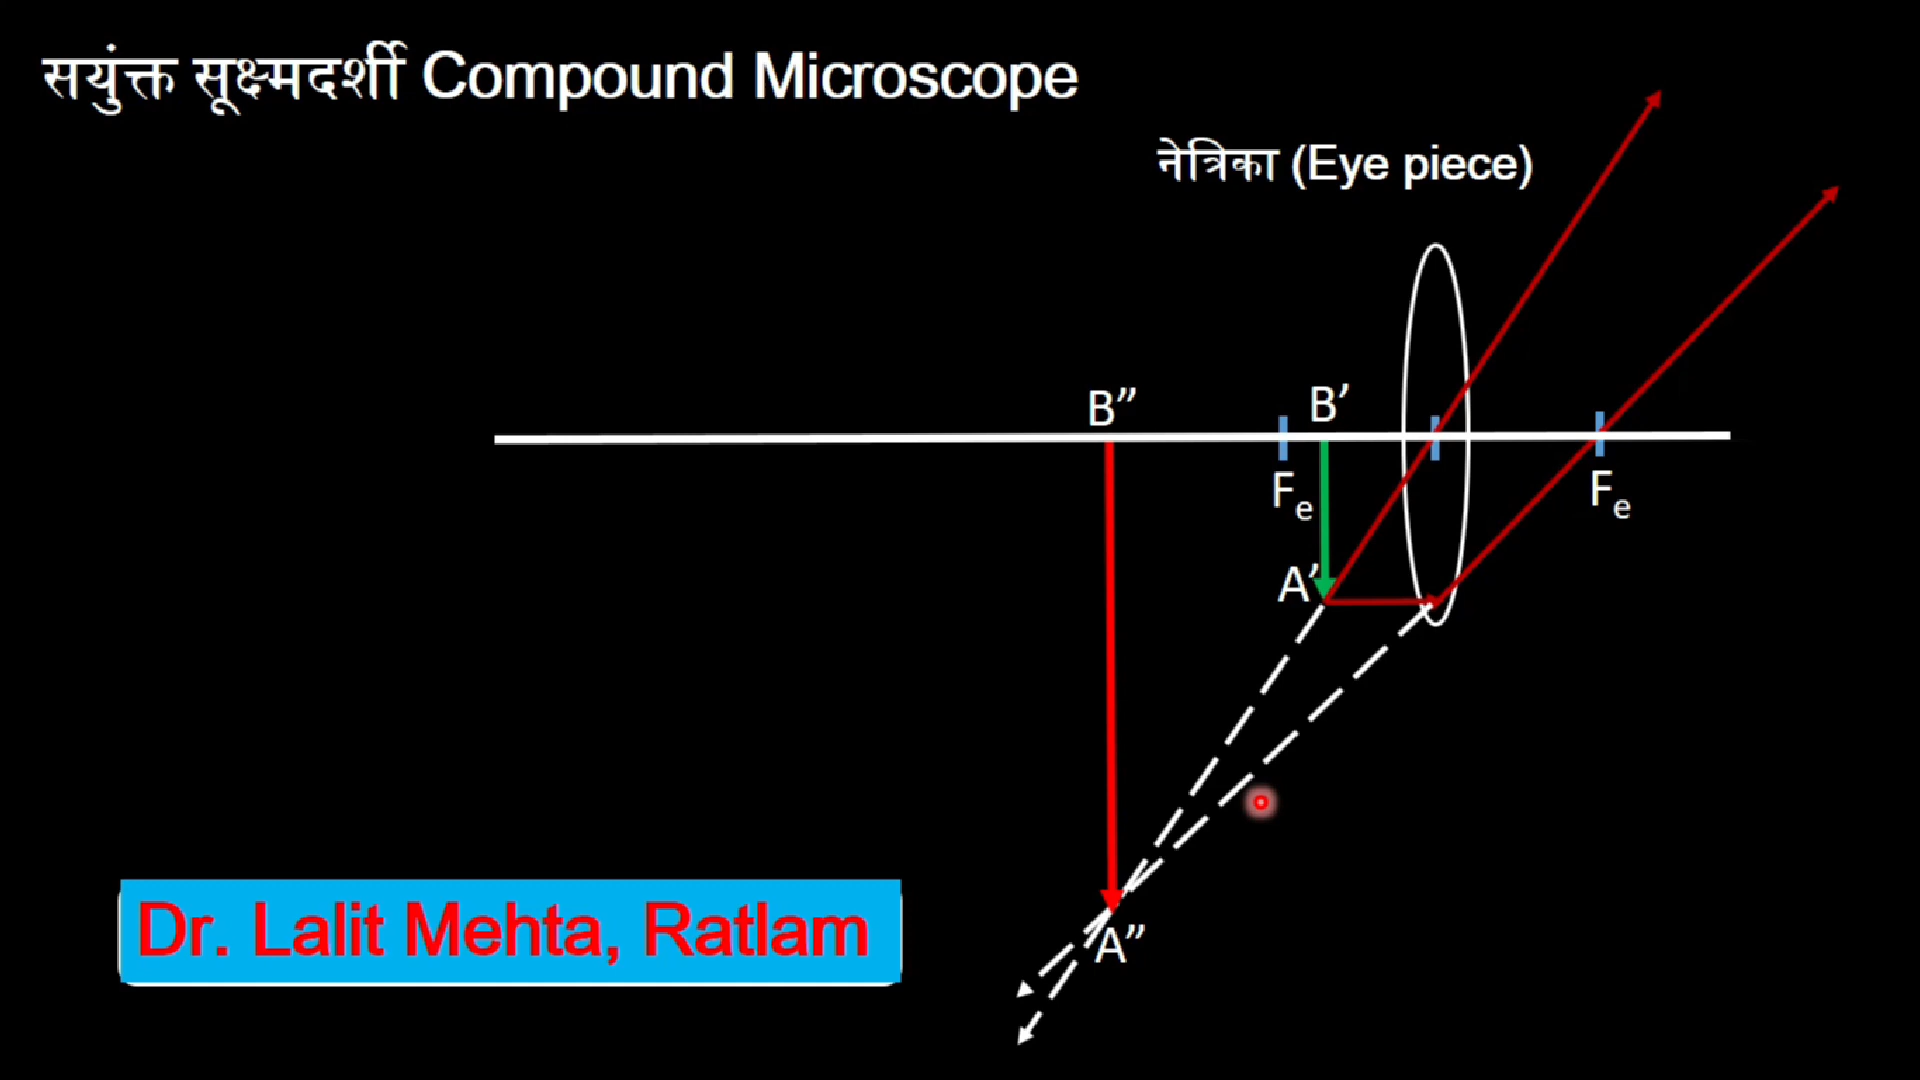 सयुंक्त सूक्ष्मदर्शी Compound Microscope
नेत्रिका (Eye piece)
B” B’
Fe Fe
A’
A”
Dr. Lalit Mehta, Ratlam